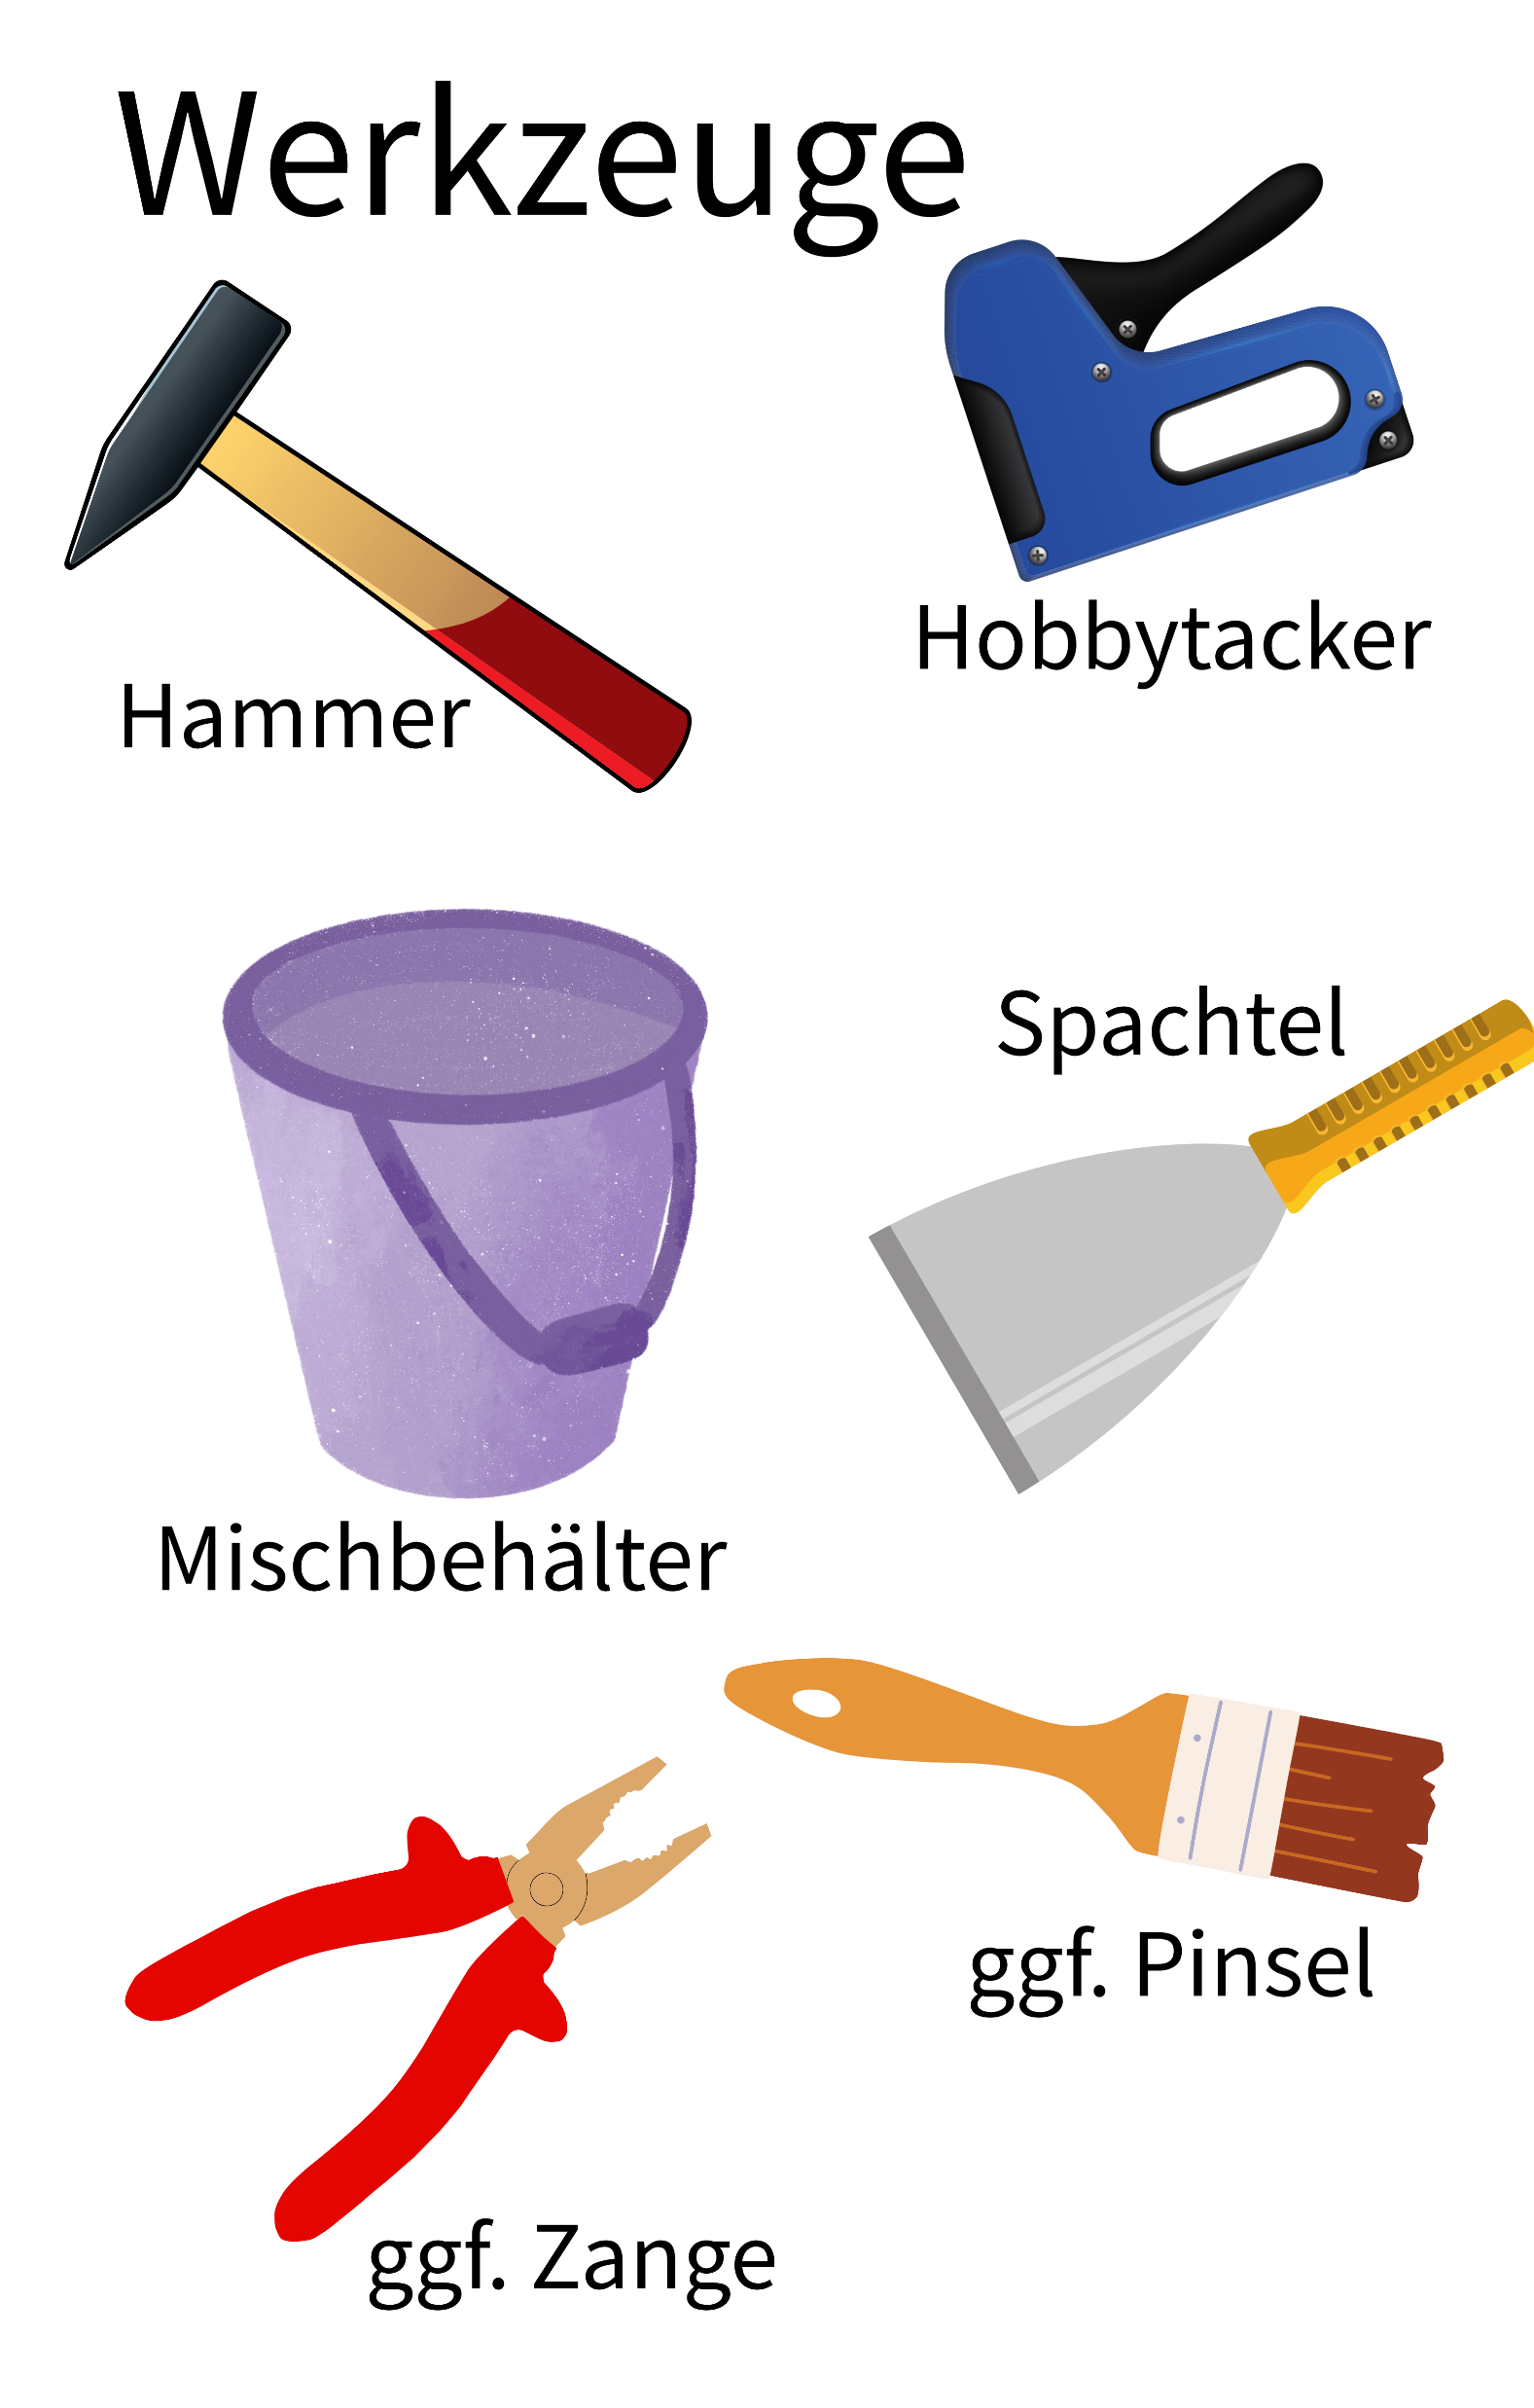 Werkzeuge
Hobbytacker
Hammer
Spachtel
Mischbehälter
ggf. Pinsel
ggf. Zange